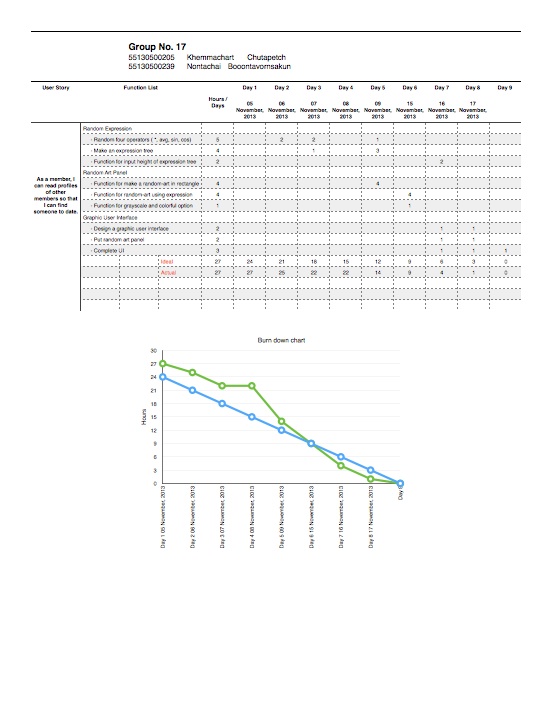 Group No. 17
55130500205 Khemmachart Chutapetch
55130500239 Nontachai Booontavornsakun
User Story Function List Hours / Days Day 1 Day 2 Day 3 Day 4 Day 5 Day 6 Day 7 Day 8 Day 9
05 November, 2013 06 November, 2013 07 November, 2013 08 November, 2013 09 November, 2013 15 November, 2013 16 November, 2013 17 November, 2013
As a member, I can read profiles of other members so that I can find someone to date.
Random Expression
- Random four operators ( *, avg, sin, cos) 5 2 2 1
- Make an expression tree 4 1 3
- Function for input height of expression tree 2 2
Random Art Panel
- Function for make a random-art in rectangle 4 4
- Function for random-art using expression 4 4
- Function for grayscale and colorful option 1 1
Graphic User Interface
- Design a graphic user interface 2 1 1
- Put random art panel 2 1 1
- Complete UI 3 1 1 1
Ideal 27 24 21 18 15 12 9 6 3 0
Actual 27 27 25 22 22 14 9 4 1 0
Burn down chart
Hours
30
27
24
21
18
15
12
9
6
3
0
Day 1 05 November, 2013
Day 2 06 November, 2013
Day 3 07 November, 2013
Day 4 08 November, 2013
Day 5 09 November, 2013
Day 6 15 November, 2013
Day 7 16 November, 2013
Day 8 17 November, 2013
Day